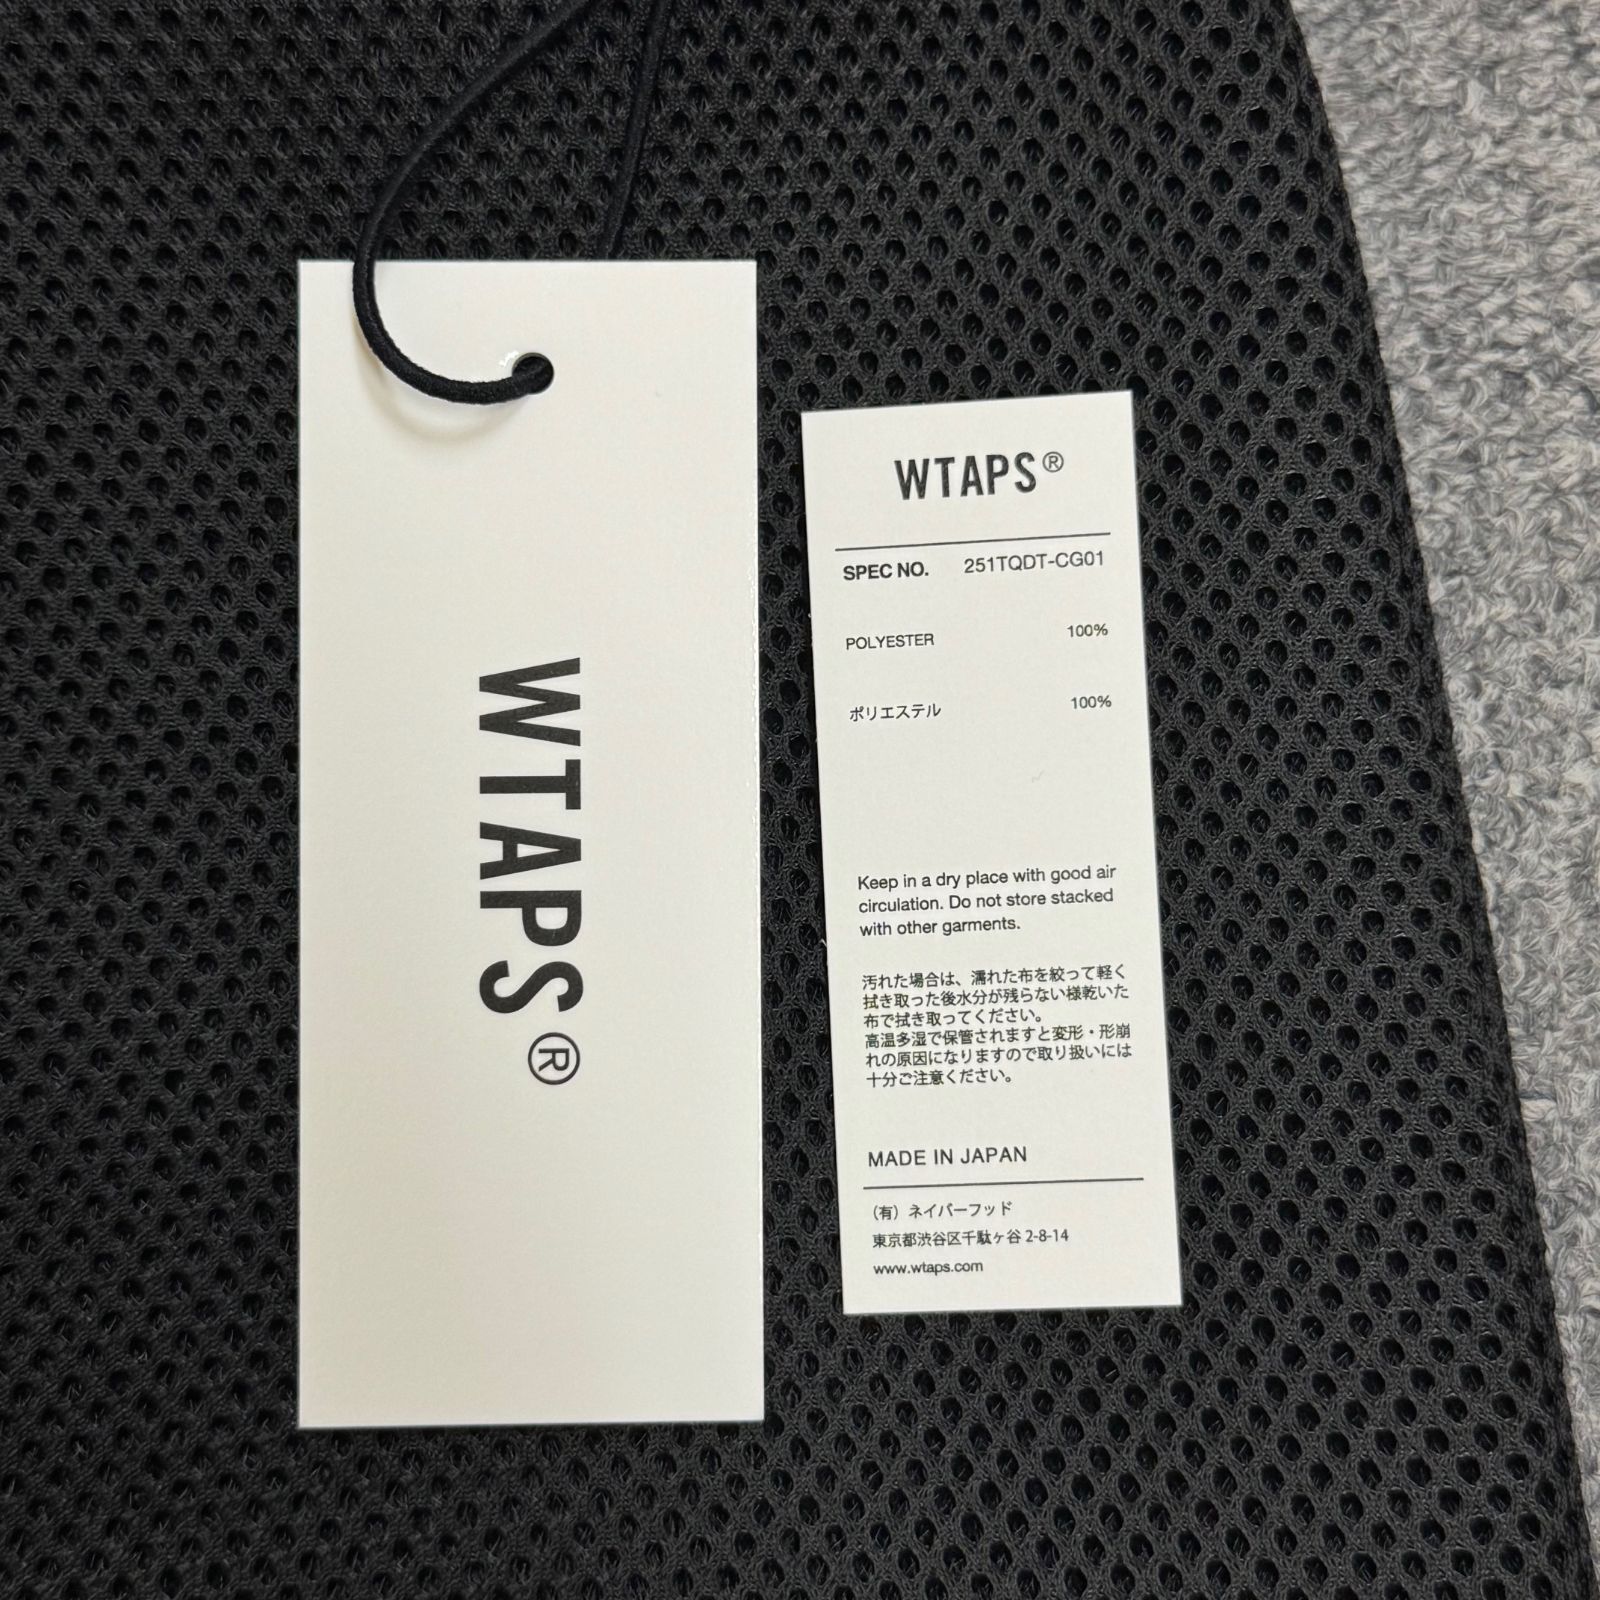 WTAPS®
WTAPS®
SPEC NO. 251TQDT-CG01
POLYESTER 100%
ポリエステル 100%
Keep in a dry place with good air
circulation. Do not store stacked
with other garments.
汚れた場合は、濡れた布を絞って軽く
拭き取った後水分が残らない様乾いた
布で拭き取ってください。
高温多湿で保管されますと変形・形崩
れの原因になりますので取り扱いには
十分ご注意ください。
MADE IN JAPAN
（有）ネイバーフッド
東京都渋谷区千駄ヶ谷 2-8-14
www.wtaps.com